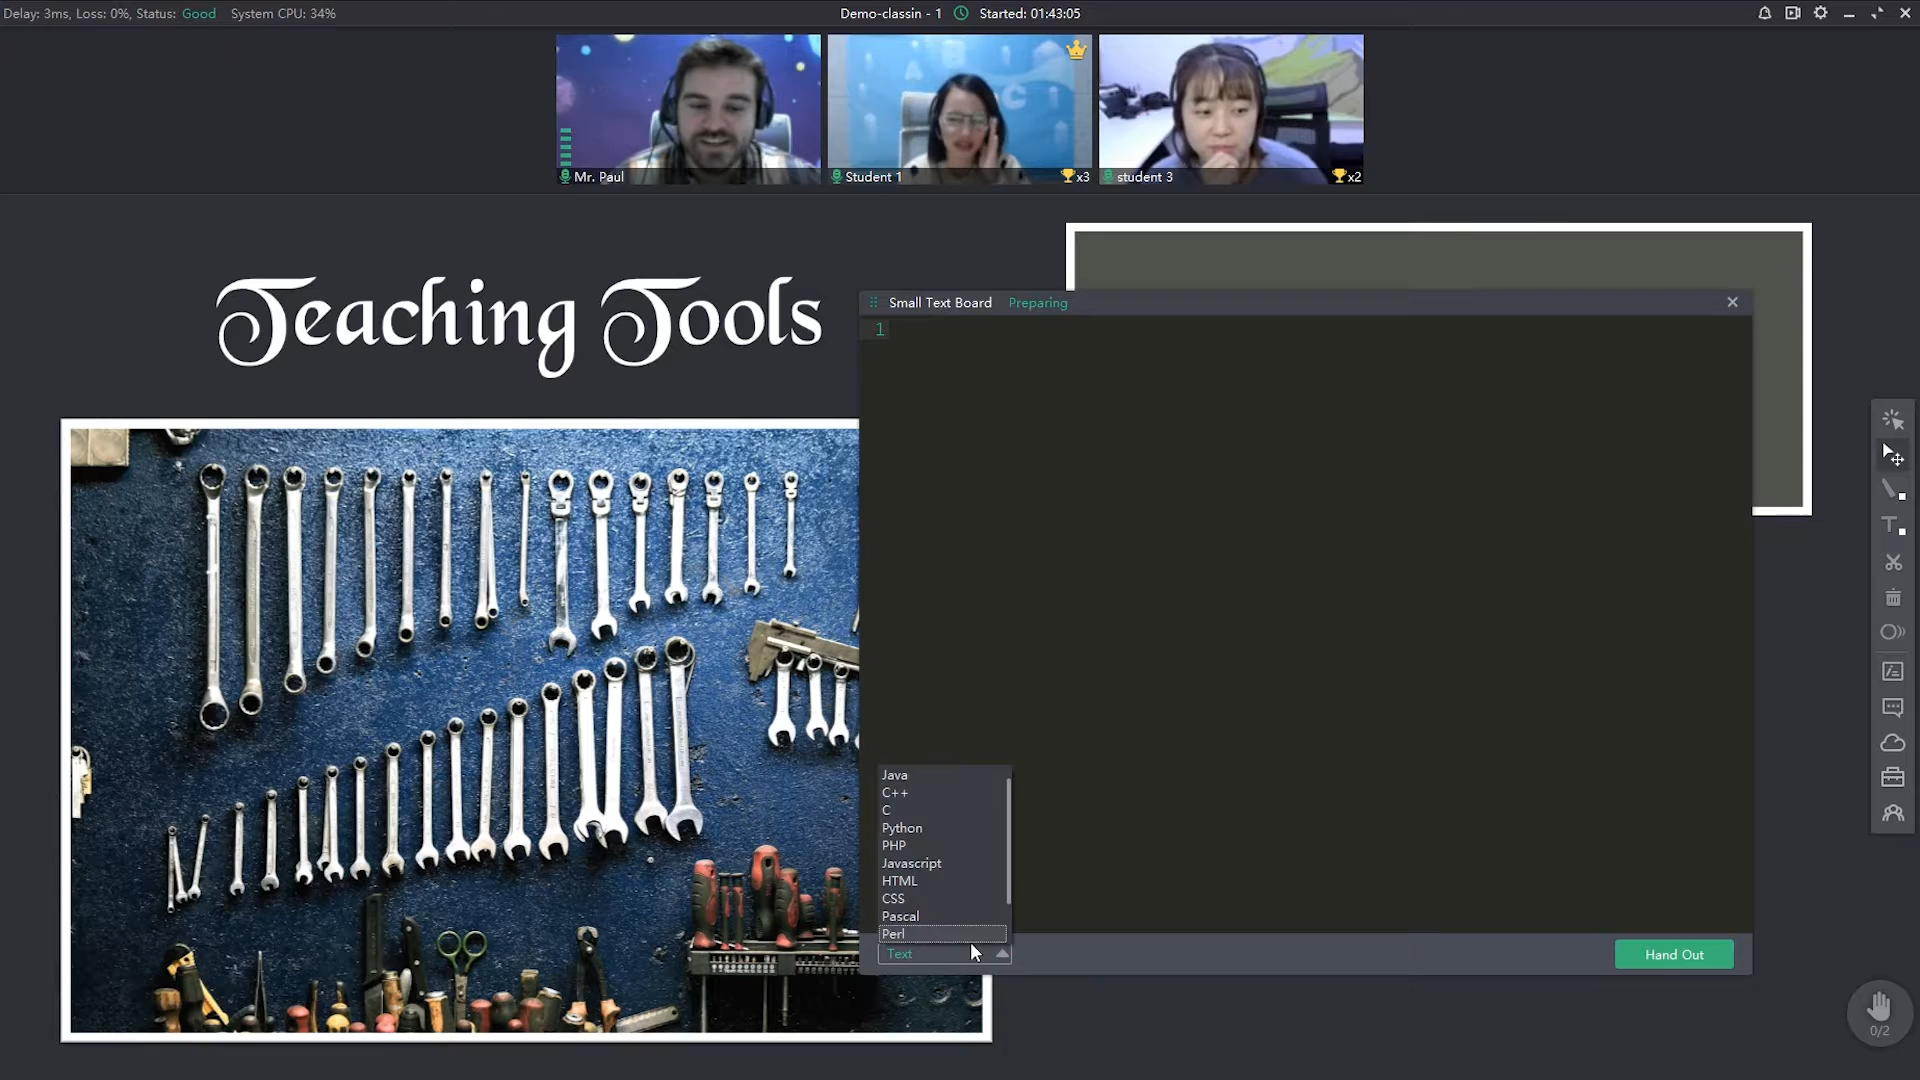 Delay: 3ms, Loss: 0%, Status: Good System CPU: 34%
Demo-classin - 1 Started: 01:43:05
Mr. Paul
Student 1
x3
student 3
x2
A B
C
Teaching Tools
Small Text Board Preparing
1
Java
C++
C
Python
PHP
Javascript
HTML
CSS
Pascal
Perl
Text
Hand Out
0/2